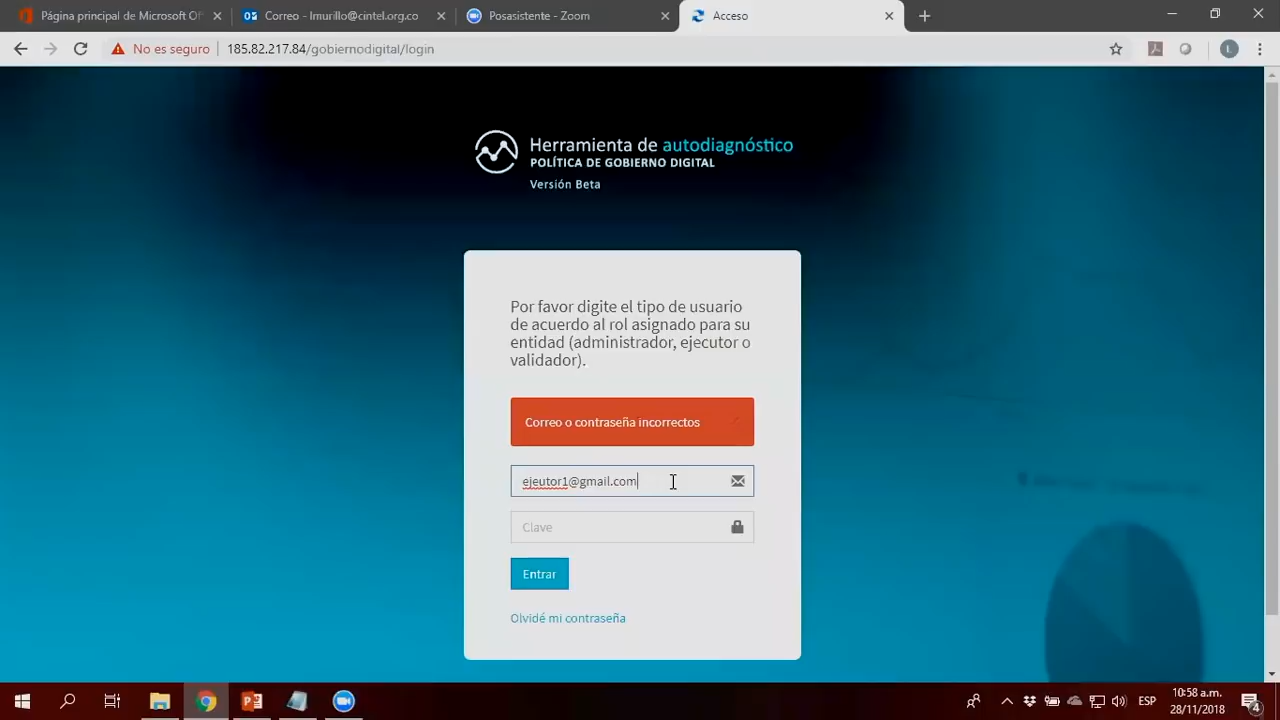 Página principal de Microsoft Of
Correo - lmurillo@cintel.org.co
Posasistente - Zoom
Acceso
No es seguro
185.82.217.84/gobiernodigital/login
L
Herramienta de autodiagnóstico
POLÍTICA DE GOBIERNO DIGITAL
Versión Beta
Por favor digite el tipo de usuario
de acuerdo al rol asignado para su
entidad (administrador, ejecutor o
validador).
Correo o contraseña incorrectos
ejeutor1@gmail.com
Clave
Entrar
Olvidé mi contraseña
ESP
10:58 a.m.
28/11/2018
4